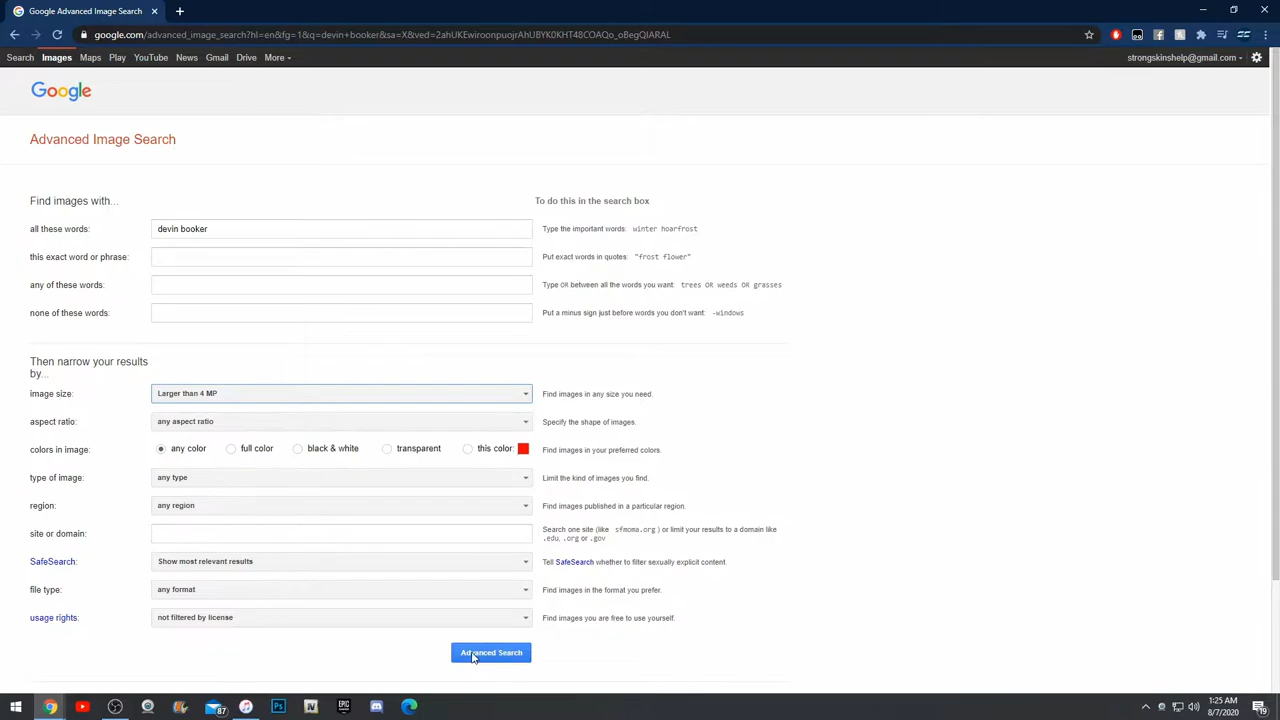 Google Advanced Image Search
google.com/advanced_image_search?hl=en&fg=1&q=devin+booker&sa=X&ved=2ahUKEwiroonpuojrAhUBYK0KHT48COAQo_oBegQIARAL
Search Images Maps Play YouTube News Gmail Drive More
strongskinshelp@gmail.com
Google
Advanced Image Search
Find images with...
To do this in the search box
all these words: devin booker Type the important words: winter hoarfrost
this exact word or phrase: Put exact words in quotes: "frost flower"
any of these words: Type OR between all the words you want: trees OR weeds OR grasses
none of these words: Put a minus sign just before words you don't want: -windows
Then narrow your results
by...
image size: Larger than 4 MP Find images in any size you need.
aspect ratio: any aspect ratio Specify the shape of images.
colors in image: any color full color black & white transparent this color: Find images in your preferred colors.
type of image: any type Limit the kind of images you find.
region: any region Find images published in a particular region.
site or domain: Search one site (like sfmoma.org ) or limit your results to a domain like
.edu, .org or .gov
SafeSearch: Show most relevant results Tell SafeSearch whether to filter sexually explicit content.
file type: any format Find images in the format you prefer.
usage rights: not filtered by license Find images you are free to use yourself.
Advanced Search
87
Ps
N
EPIC
1:25 AM
8/7/2020
19